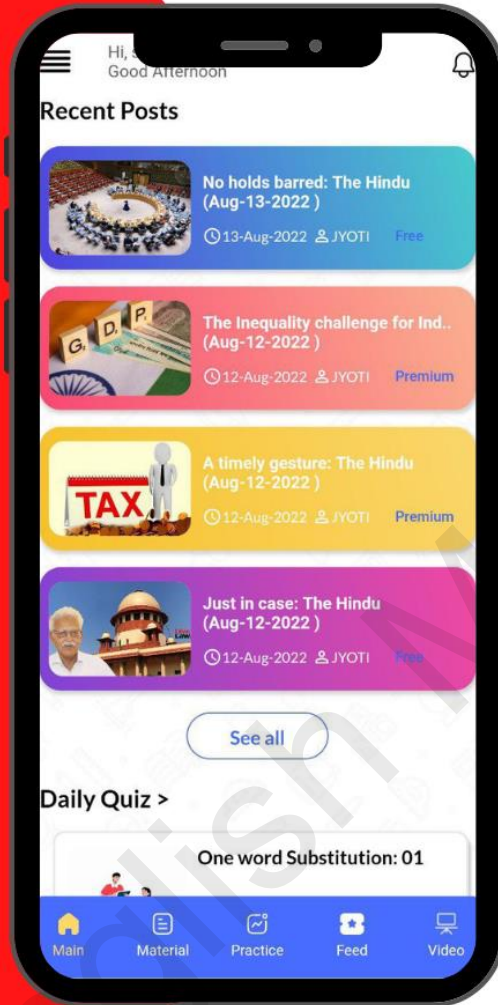 Hi,
Good Afternoon
Recent Posts
No holds barred: The Hindu
(Aug-13-2022 )
13-Aug-2022 JYOTI Free
G D P
The Inequality challenge for Ind..
(Aug-12-2022 )
12-Aug-2022 JYOTI Premium
TAX
A timely gesture: The Hindu
(Aug-12-2022 )
12-Aug-2022 JYOTI Premium
Just in case: The Hindu
(Aug-12-2022 )
12-Aug-2022 JYOTI Free
See all
Daily Quiz >
One word Substitution: 01
Main
Material
Practice
Feed
Video